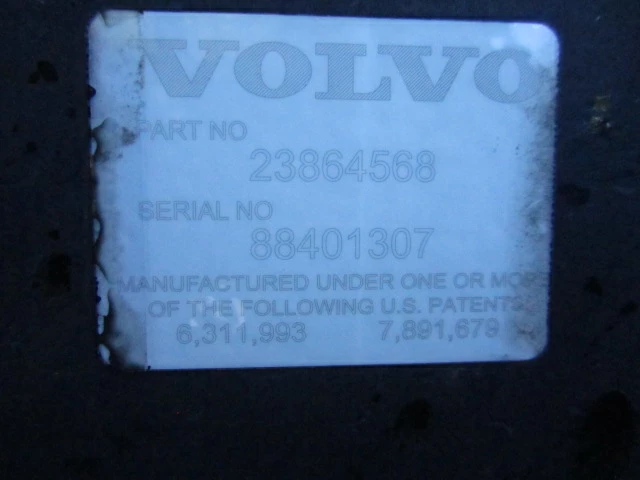 VOLVO
PART NO
23864568
SERIAL NO
88401307
MANUFACTURED UNDER ONE OR MOR
OF THE FOLLOWING U.S. PATENTS
6,311,993 7,891,679